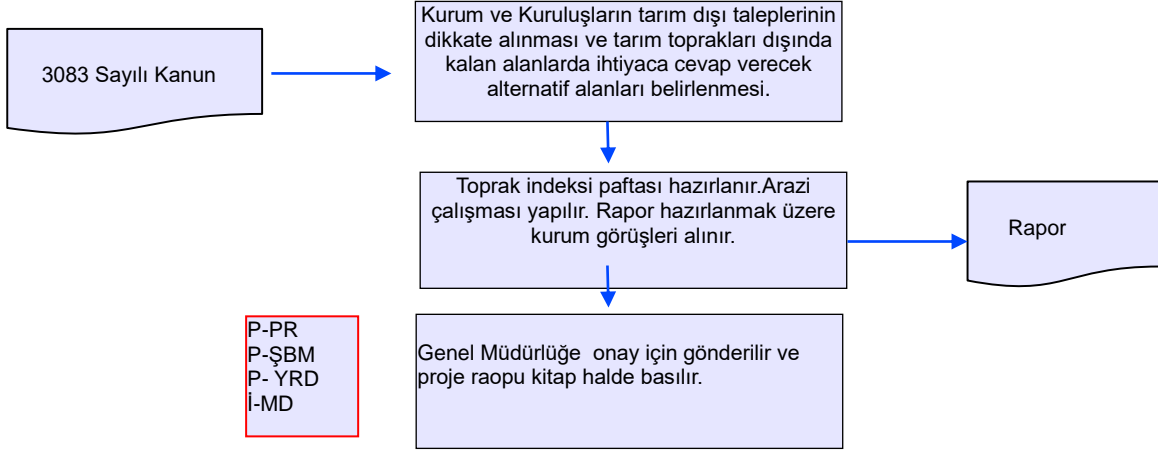 3083 Sayılı Kanun
Kurum ve Kuruluşların tarım dışı taleplerinin
dikkate alınması ve tarım toprakları dışında
kalan alanlarda ihtiyaca cevap verecek
alternatif alanları belirlenmesi.
Toprak indeksi paftası hazırlanır.Arazi
çalışması yapılır. Rapor hazırlanmak üzere
kurum görüşleri alınır.
Rapor
P-PR
P-ŞBM
P- YRD
İ-MD
Genel Müdürlüğe  onay için gönderilir ve
proje raopu kitap halde basılır.